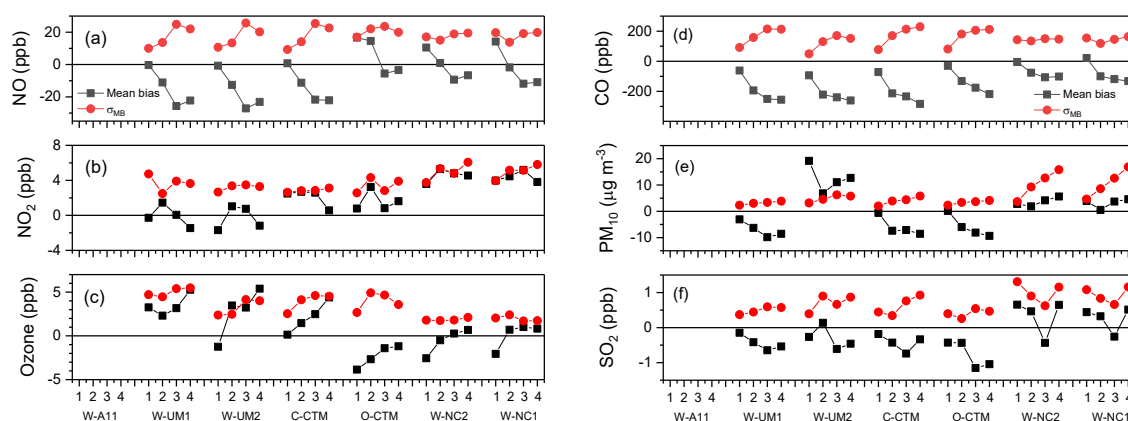 (a)
NO (ppb)
20
0
-20
Mean bias
σMB
(b)
NO2 (ppb)
8
4
0
-4
(c)
Ozone (ppb)
5
0
-5
1 2 3 4 1 2 3 4 1 2 3 4 1 2 3 4 1 2 3 4 1 2 3 4 1 2 3 4
W-A11 W-UM1 W-UM2 C-CTM O-CTM W-NC2 W-NC1
(d)
CO (ppb)
200
0
-200
Mean bias
σMB
(e)
PM10 (µg m-3)
20
10
0
-10
(f)
SO2 (ppb)
1
0
-1
1 2 3 4 1 2 3 4 1 2 3 4 1 2 3 4 1 2 3 4 1 2 3 4 1 2 3 4
W-A11 W-UM1 W-UM2 C-CTM O-CTM W-NC2 W-NC1